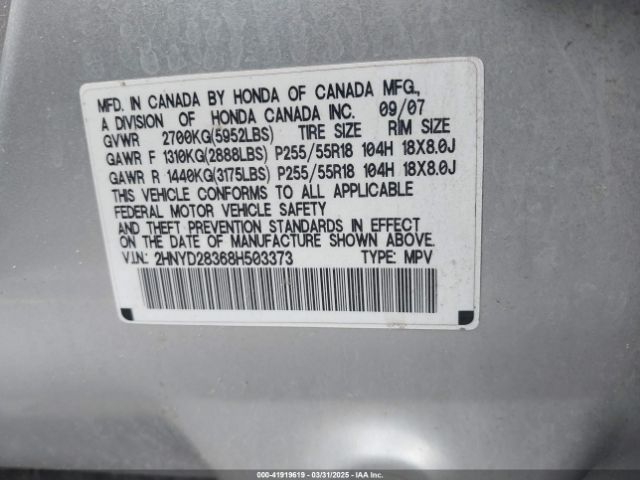 MFD. IN CANADA BY HONDA OF CANADA MFG.,
A DIVISION OF HONDA CANADA INC. 09/07
GVWR 2700KG(5952LBS) TIRE SIZE RIM SIZE
GAWR F 1310KG(2888LBS) P255/55R18 104H 18X8.0J
GAWR R 1440KG(3175LBS) P255/55R18 104H 18X8.0J
THIS VEHICLE CONFORMS TO ALL APPLICABLE
FEDERAL MOTOR VEHICLE SAFETY
AND THEFT PREVENTION STANDARDS IN EFFECT
ON THE DATE OF MANUFACTURE SHOWN ABOVE.
V.I.N.: 2HNYD28368H503373 TYPE: MPV
000-41919619 - 03/31/2025 - IAAI.COM